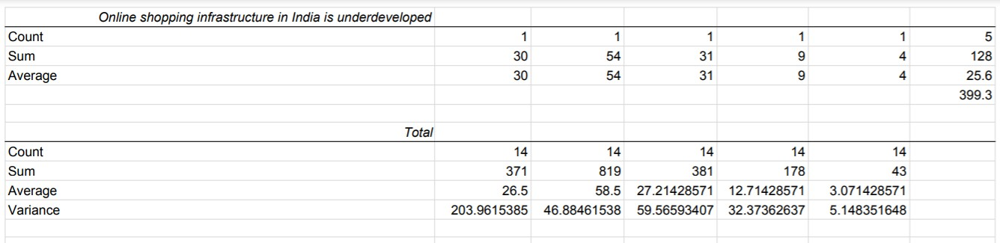 Online shopping infrastructure in India is underdeveloped
Count 1 1 1 1 1 5
Sum 30 54 31 9 4 128
Average 30 54 31 9 4 25.6
399.3
Total
Count 14 14 14 14 14
Sum 371 819 381 178 43
Average 26.5 58.5 27.21428571 12.71428571 3.071428571
Variance 203.9615385 46.88461538 59.56593407 32.37362637 5.148351648